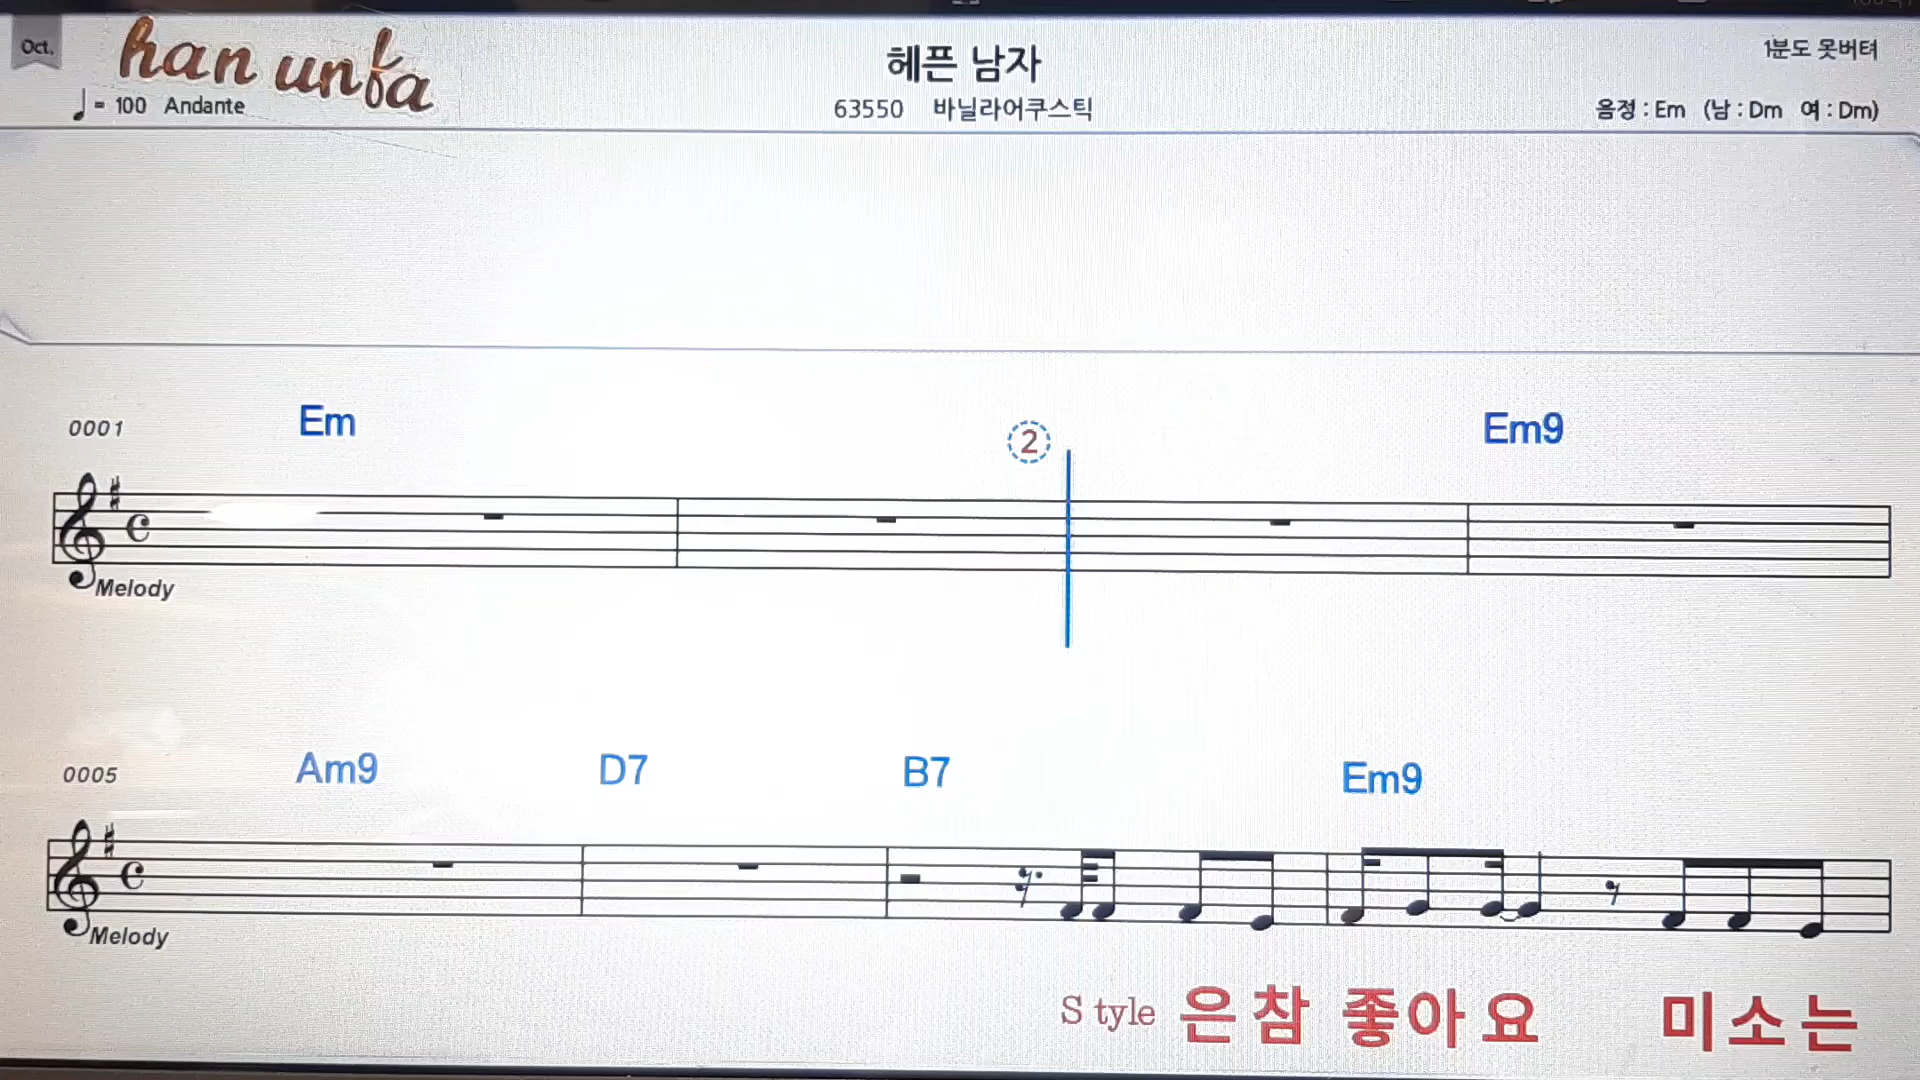 Oct.
han unfa
헤픈 남자
1분도 못버텨
♩= 100 Andante
63550 바닐라어쿠스틱
음정 : Em (남 : Dm 여 : Dm)
0001 Em ② Em9
Melody
0005 Am9 D7 B7 Em9
Melody
S tyle 은 참 좋아 요 미 소 는